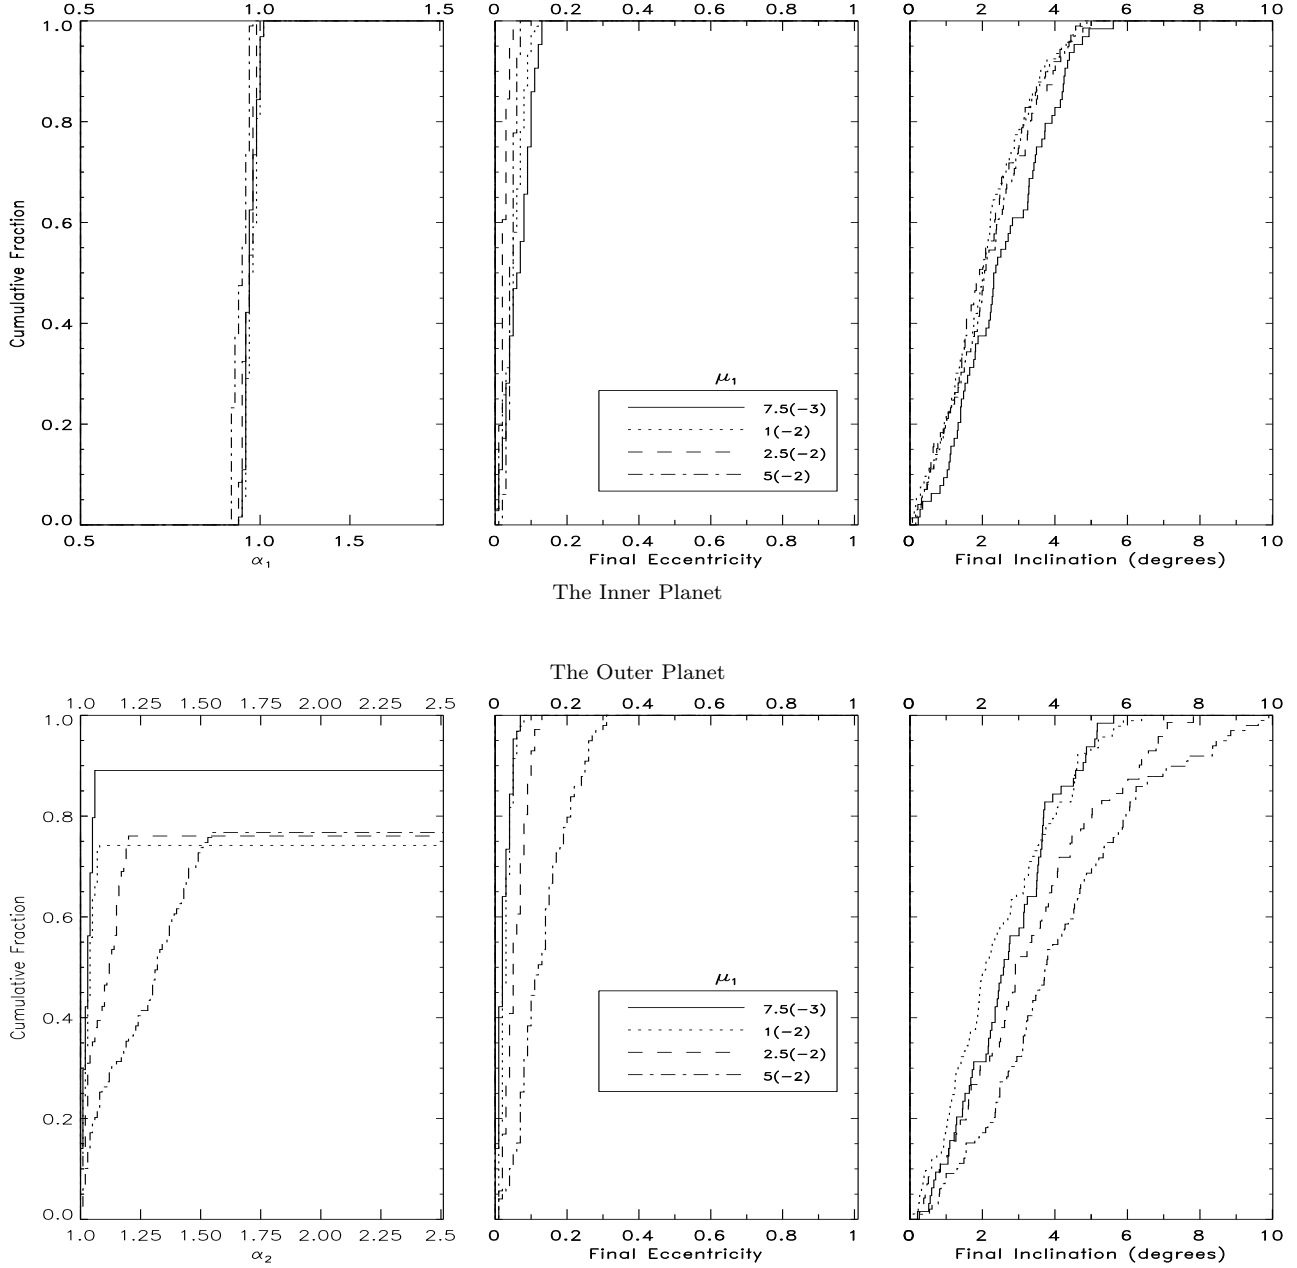 0.5 1.0 1.5
0 0.2 0.4 0.6 0.8 1
0 2 4 6 8 10
1.0
0.8
0.6
0.4
0.2
0.0
Cumulative Fraction
μ₁
7.5(−3)
1(−2)
2.5(−2)
5(−2)
0.5 1.0 1.5
0 0.2 0.4 0.6 0.8 1
0 2 4 6 8 10
α₁
Final Eccentricity
Final Inclination (degrees)
The Inner Planet
The Outer Planet
1.0 1.25 1.50 1.75 2.00 2.25 2.5
0 0.2 0.4 0.6 0.8 1
0 2 4 6 8 10
1.0
0.8
0.6
0.4
0.2
0.0
Cumulative Fraction
μ₁
7.5(−3)
1(−2)
2.5(−2)
5(−2)
1.0 1.25 1.50 1.75 2.00 2.25 2.5
0 0.2 0.4 0.6 0.8 1
0 2 4 6 8 10
α₂
Final Eccentricity
Final Inclination (degrees)